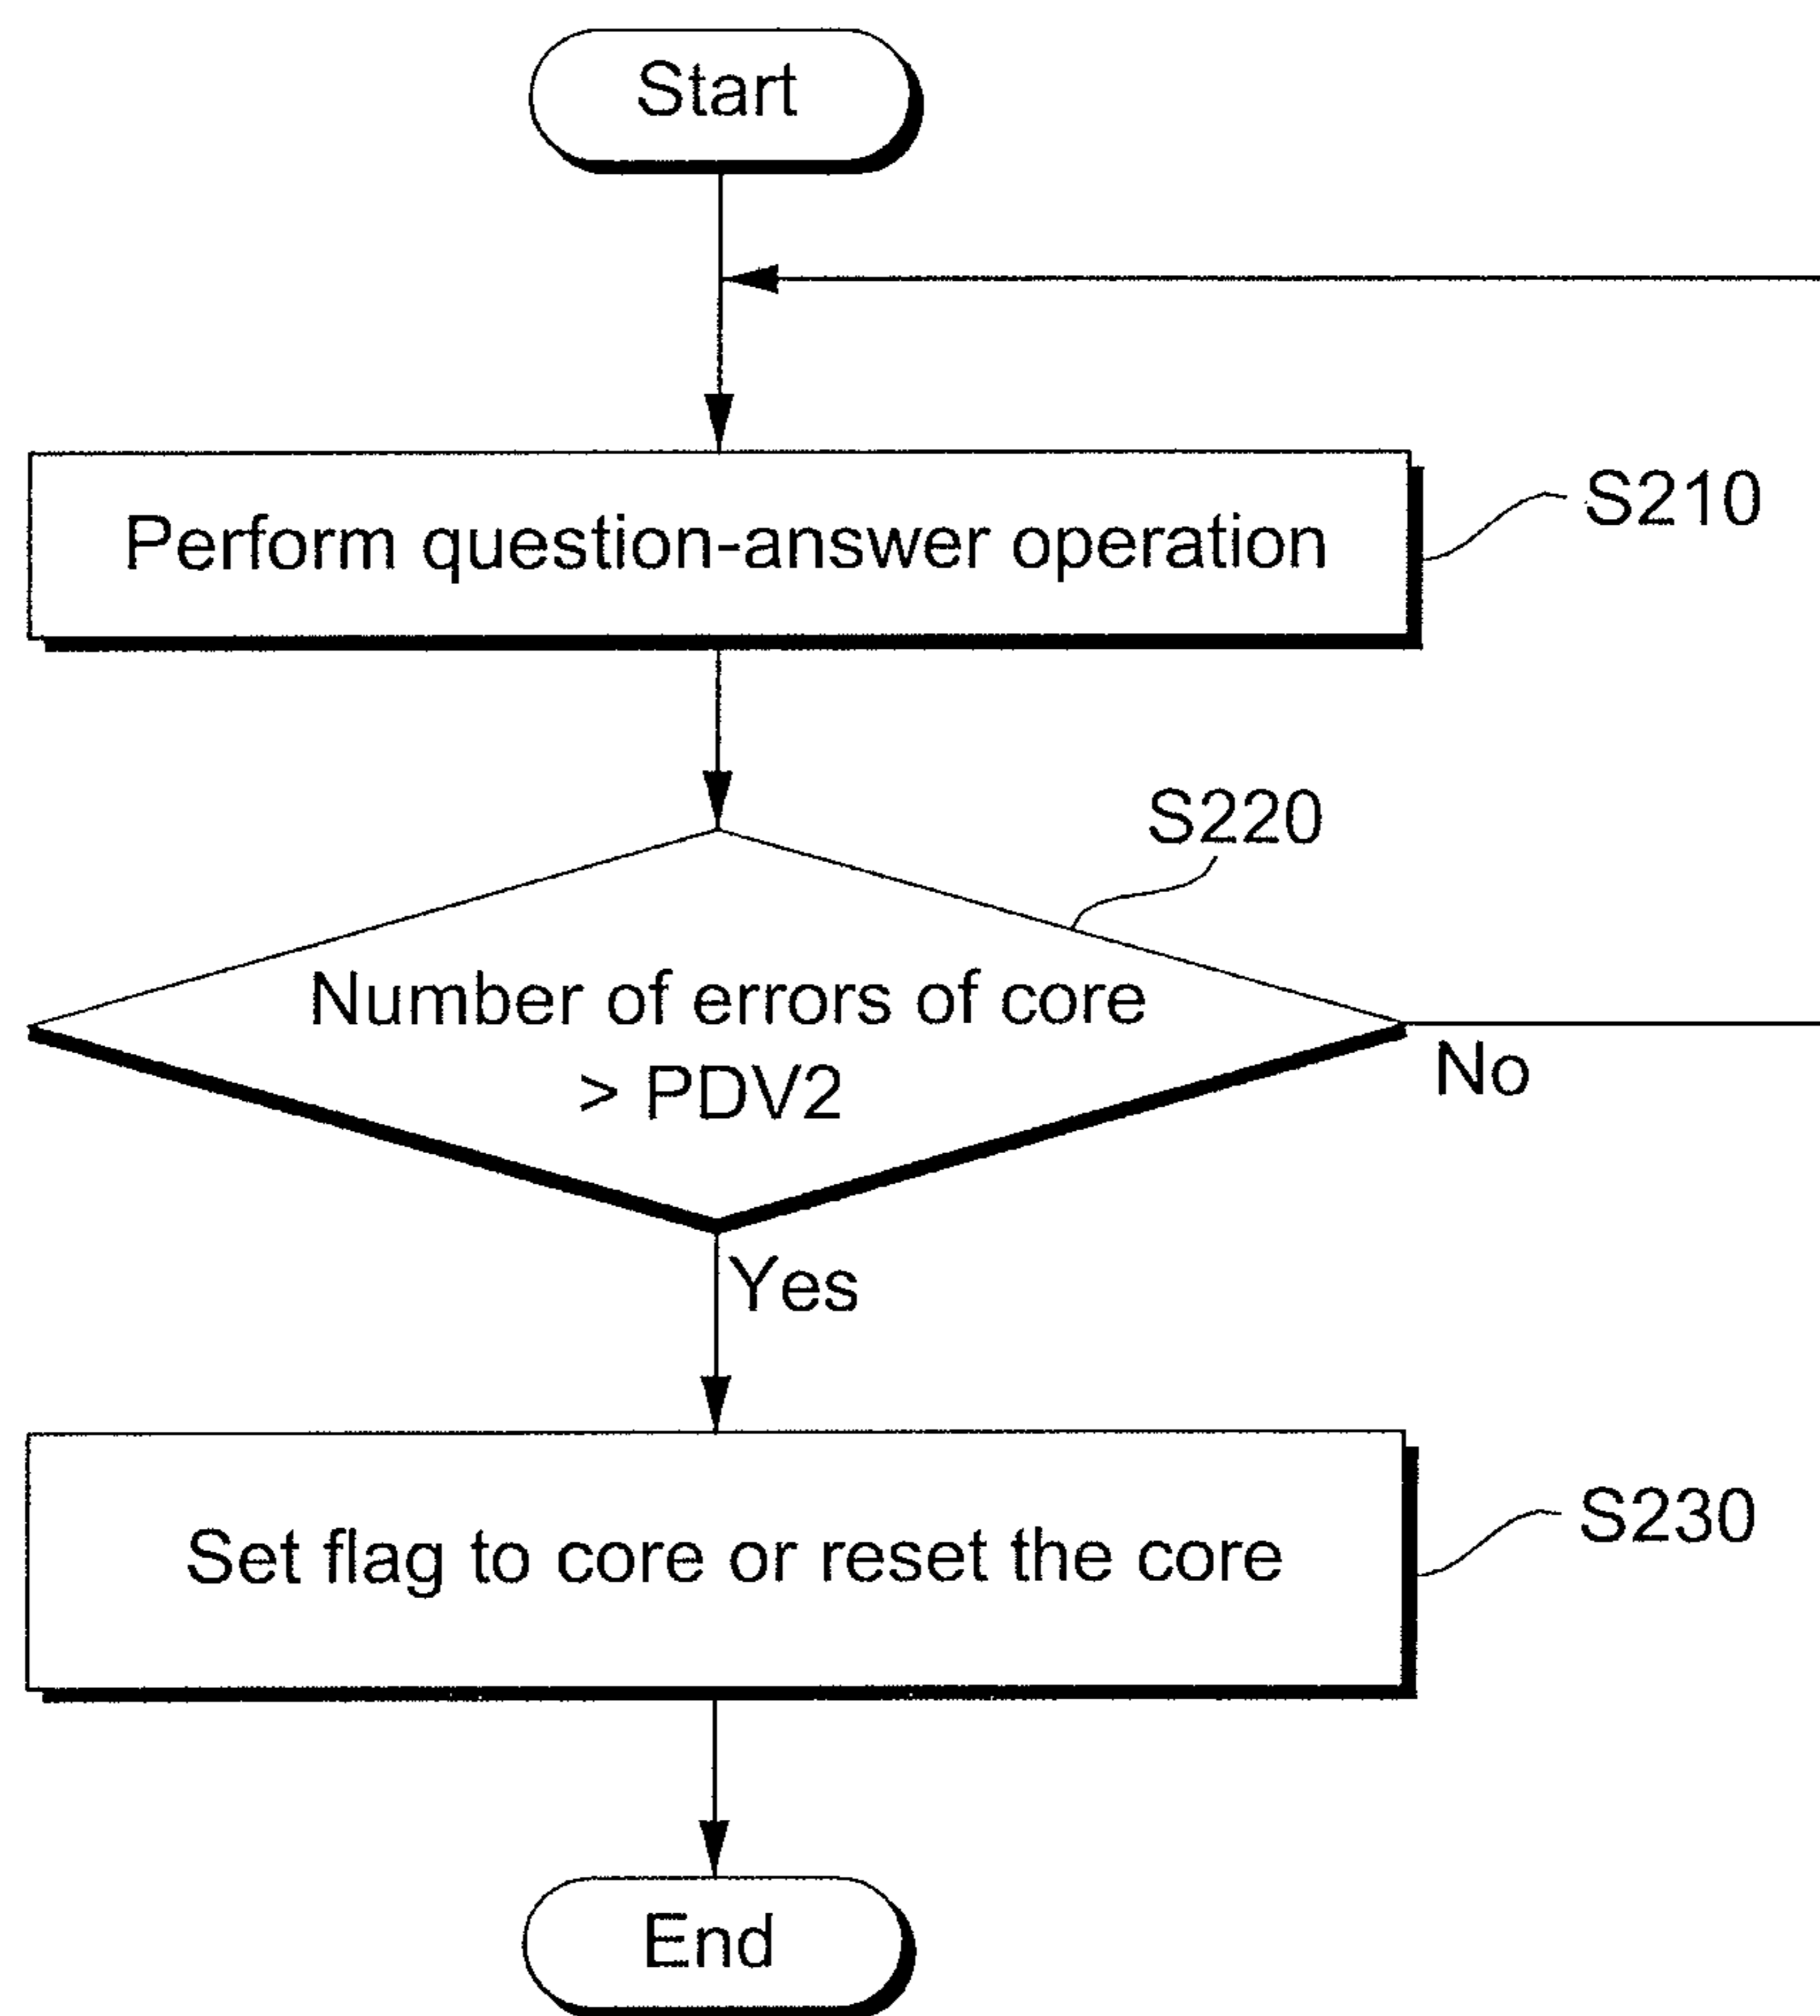 Start
Perform question-answer operation
S210
S220
Number of errors of core
> PDV2
No
Yes
Set flag to core or reset the core
S230
End